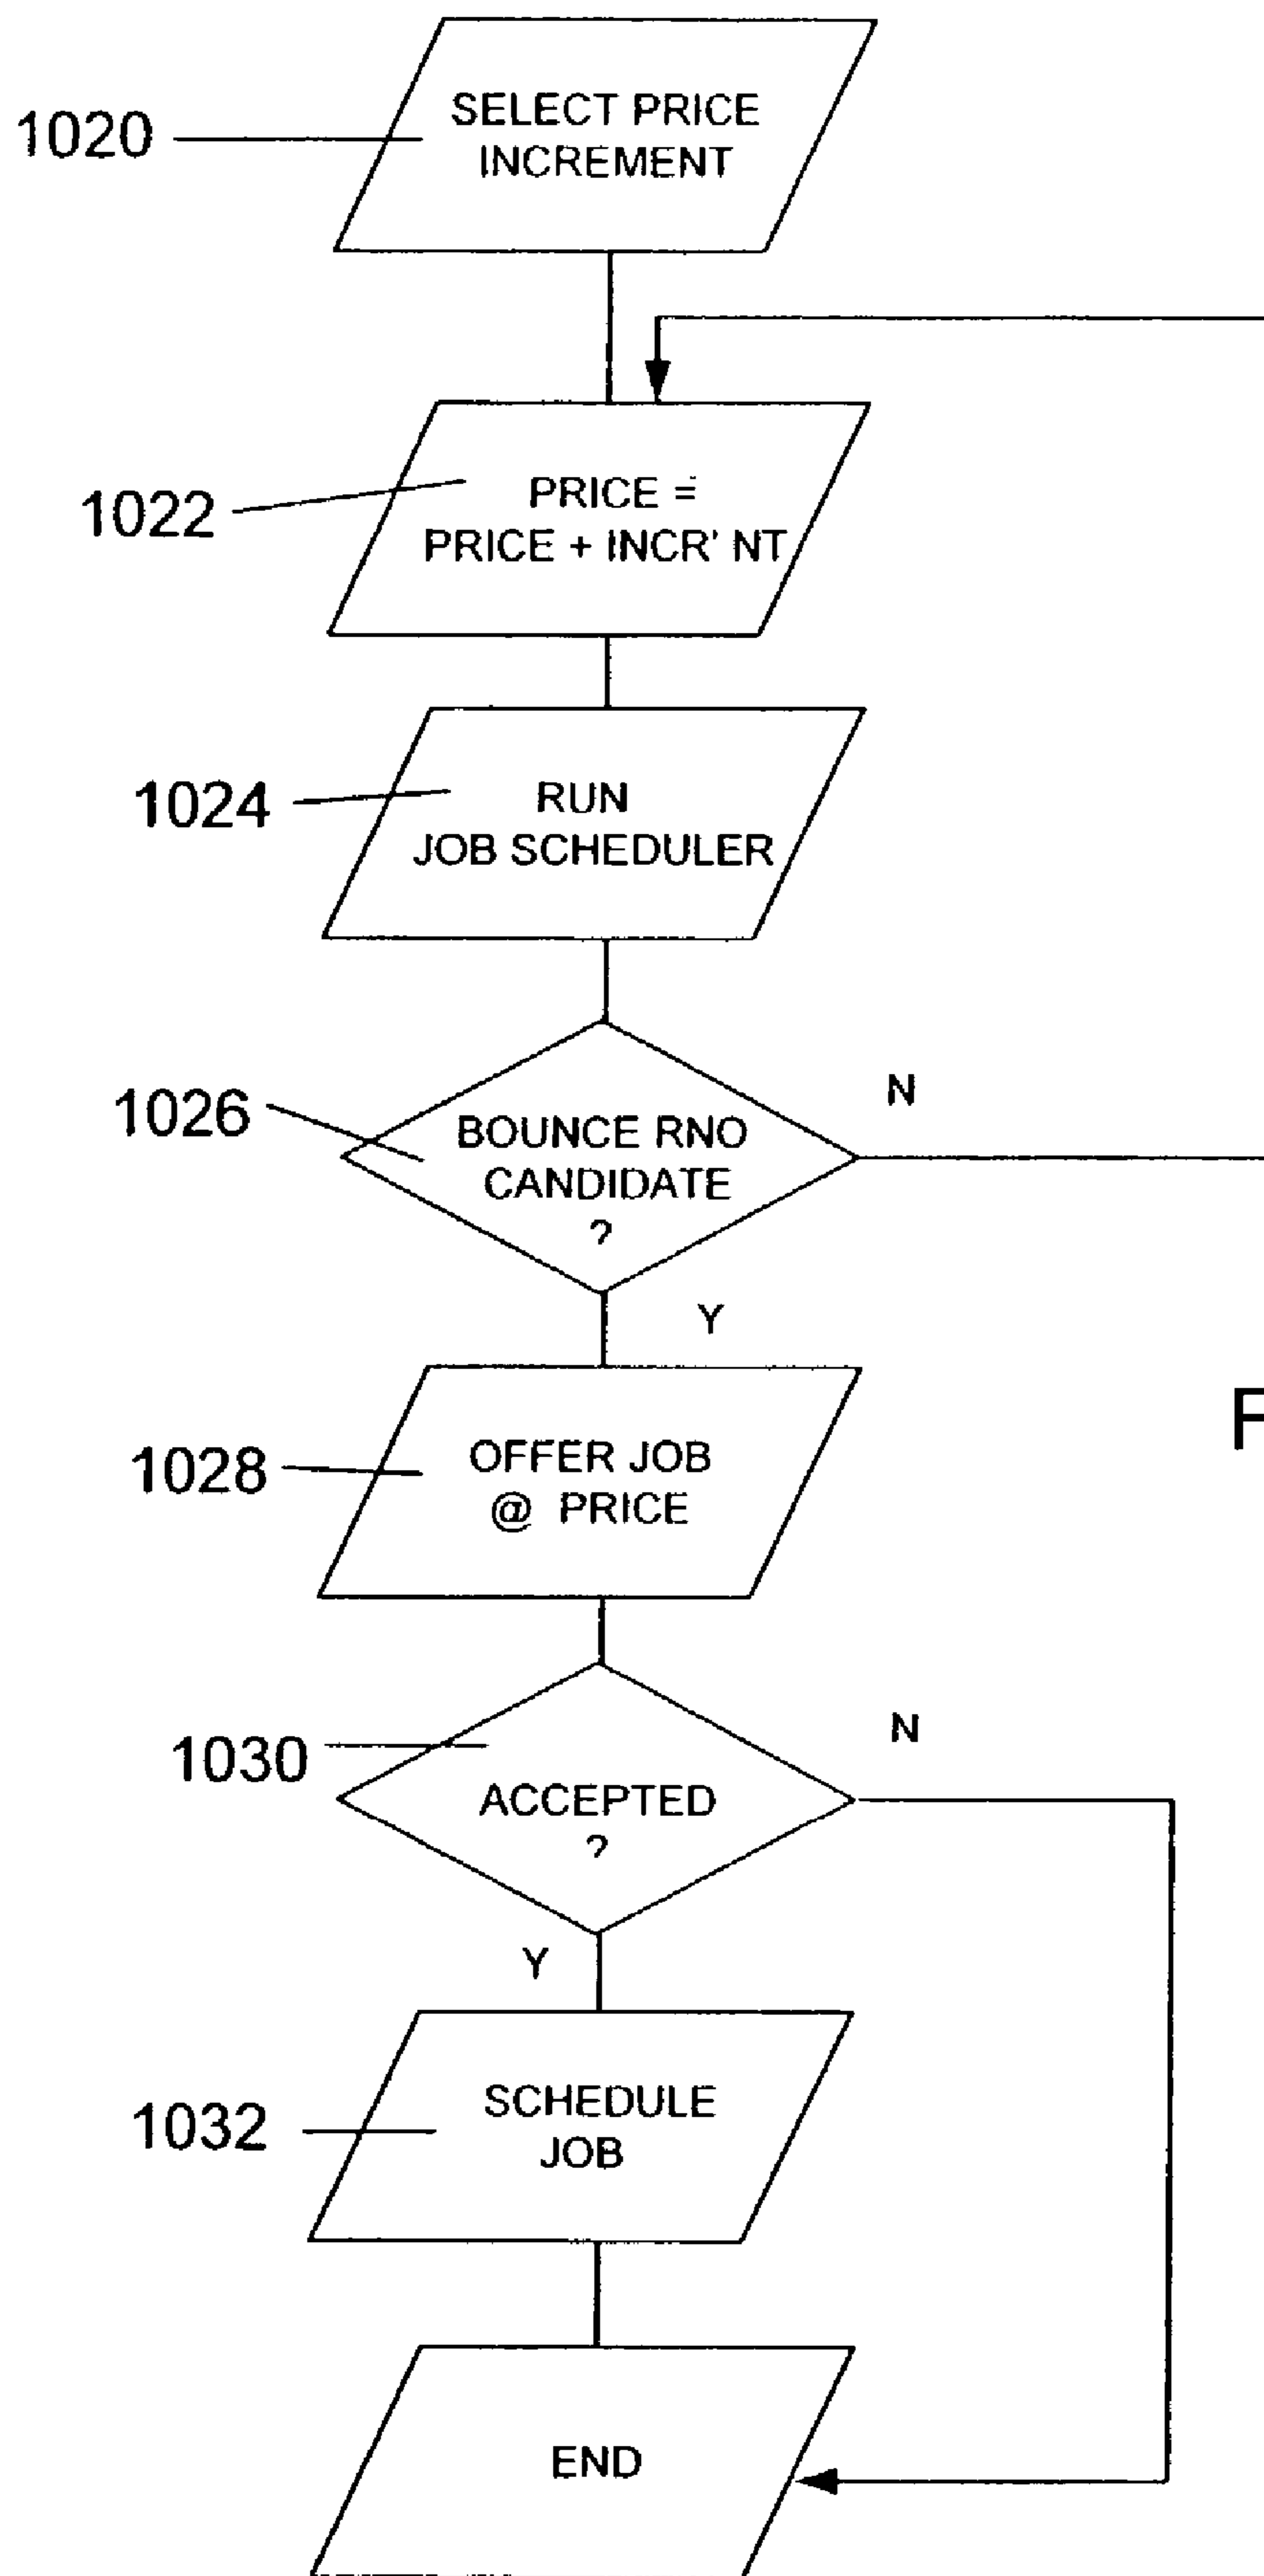 SELECT PRICE
INCREMENT
1020
PRICE =
PRICE + INCR' NT
1022
RUN
JOB SCHEDULER
1024
N
BOUNCE RNO
CANDIDATE
?
1026
Y
F
OFFER JOB
@ PRICE
1028
N
1030
ACCEPTED
?
Y
SCHEDULE
JOB
1032
END